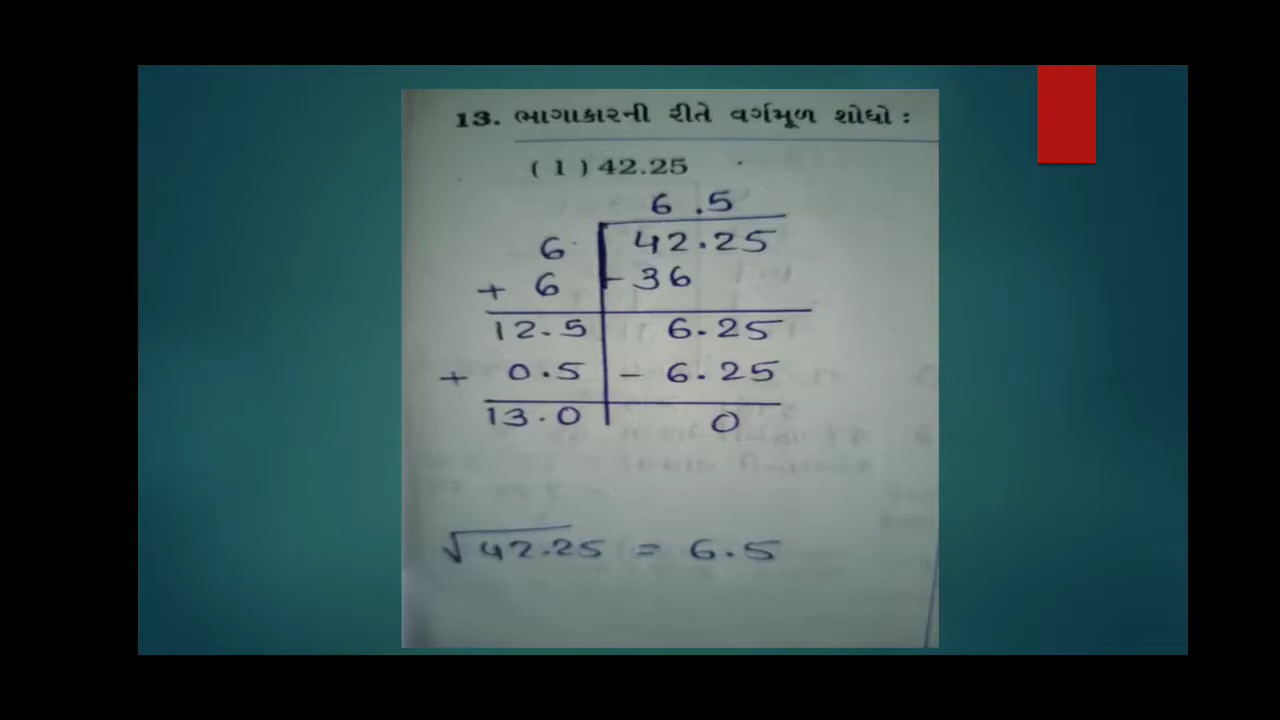 13. ભાગાકારની રીતે વર્ગમૂળ શોધો :
( 1 ) 42.25
6 .5
6 42.25
+ 6 - 36
12.5 6.25
+ 0.5 - 6.25
13.0 0
√42.25 = 6.5